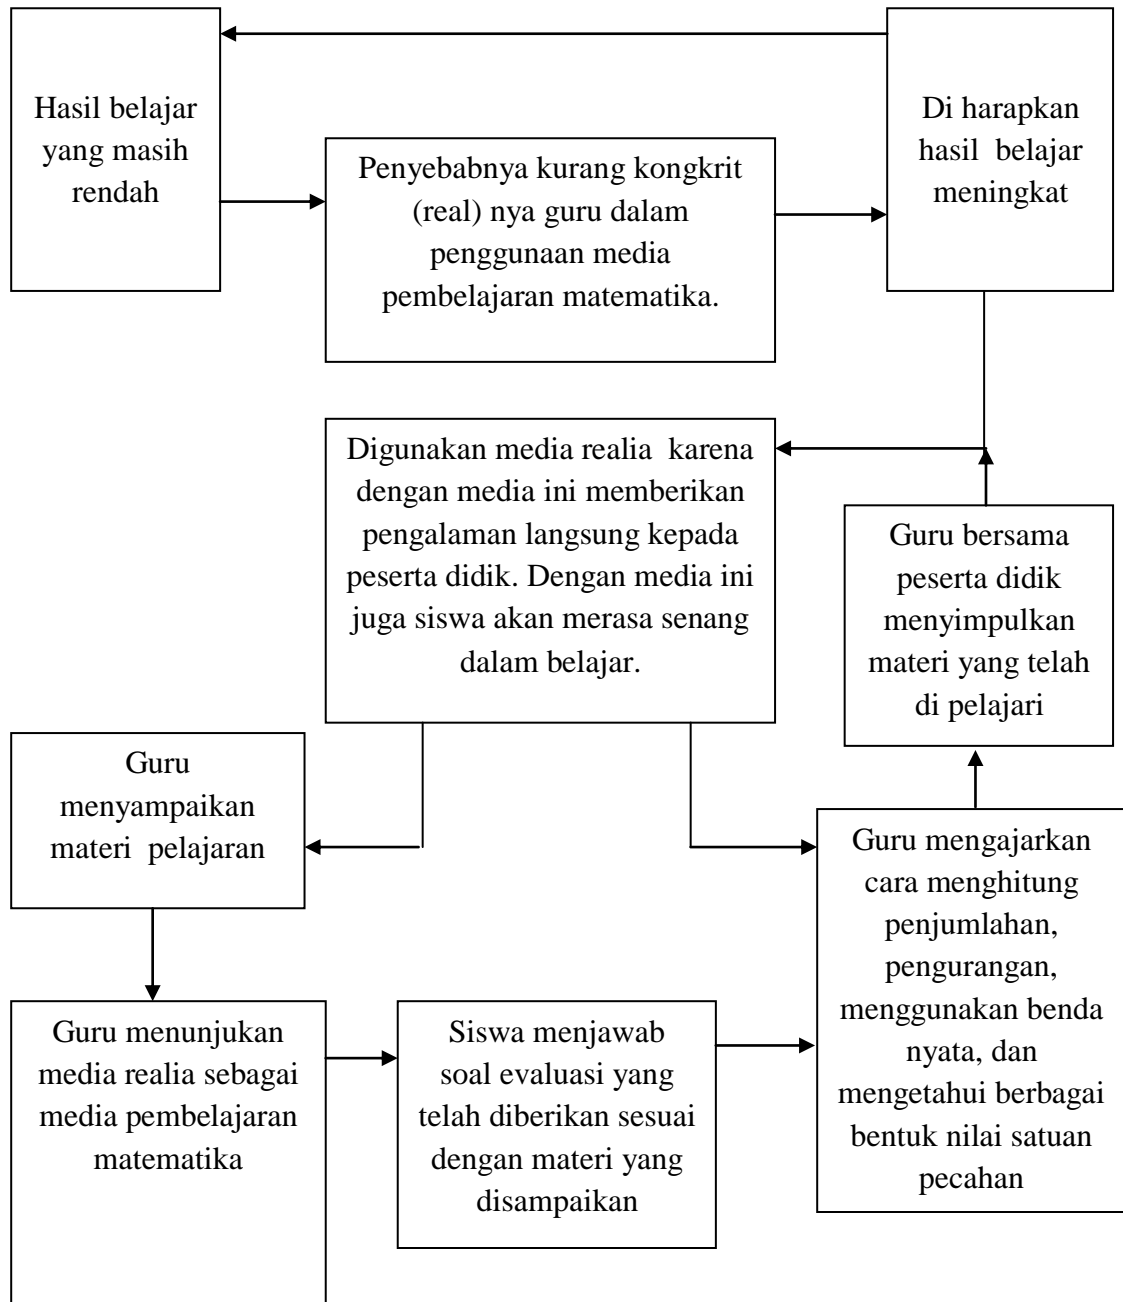 Hasil belajar
yang masih
rendah
Penyebabnya kurang kongkrit
(real) nya guru dalam
penggunaan media
pembelajaran matematika.
Di harapkan
hasil belajar
meningkat
Digunakan media realia karena
dengan media ini memberikan
pengalaman langsung kepada
peserta didik. Dengan media ini
juga siswa akan merasa senang
dalam belajar.
Guru bersama
peserta didik
menyimpulkan
materi yang telah
di pelajari
Guru
menyampaikan
materi pelajaran
Guru mengajarkan
cara menghitung
penjumlahan,
pengurangan,
menggunakan benda
nyata, dan
mengetahui berbagai
bentuk nilai satuan
pecahan
Guru menunjukan
media realia sebagai
media pembelajaran
matematika
Siswa menjawab
soal evaluasi yang
telah diberikan sesuai
dengan materi yang
disampaikan